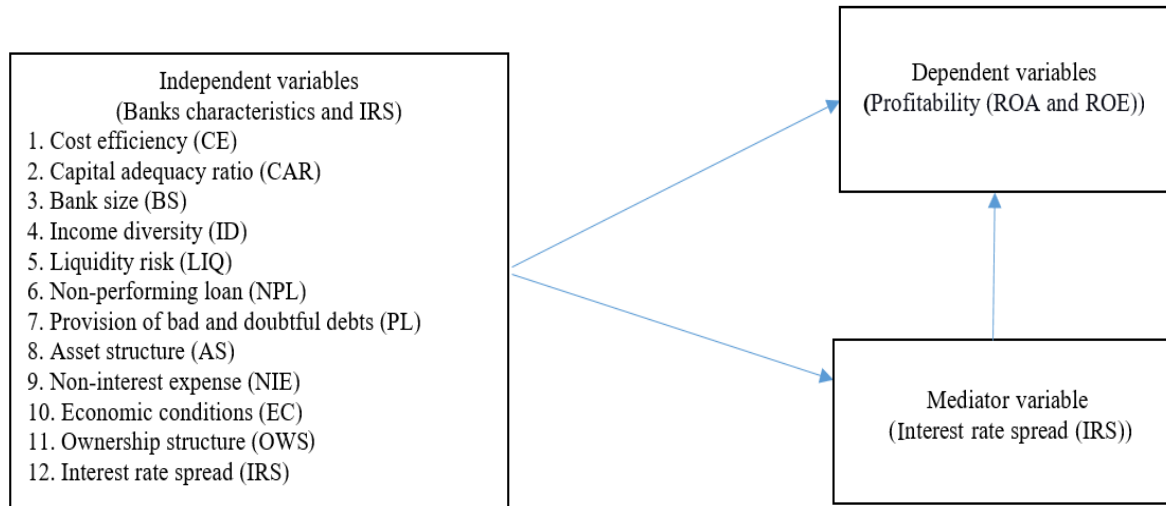 Independent variables
(Banks characteristics and IRS)
1. Cost efficiency (CE)
2. Capital adequacy ratio (CAR)
3. Bank size (BS)
4. Income diversity (ID)
5. Liquidity risk (LIQ)
6. Non-performing loan (NPL)
7. Provision of bad and doubtful debts (PL)
8. Asset structure (AS)
9. Non-interest expense (NIE)
10. Economic conditions (EC)
11. Ownership structure (OWS)
12. Interest rate spread (IRS)
Dependent variables
(Profitability (ROA and ROE))
Mediator variable
(Interest rate spread (IRS))